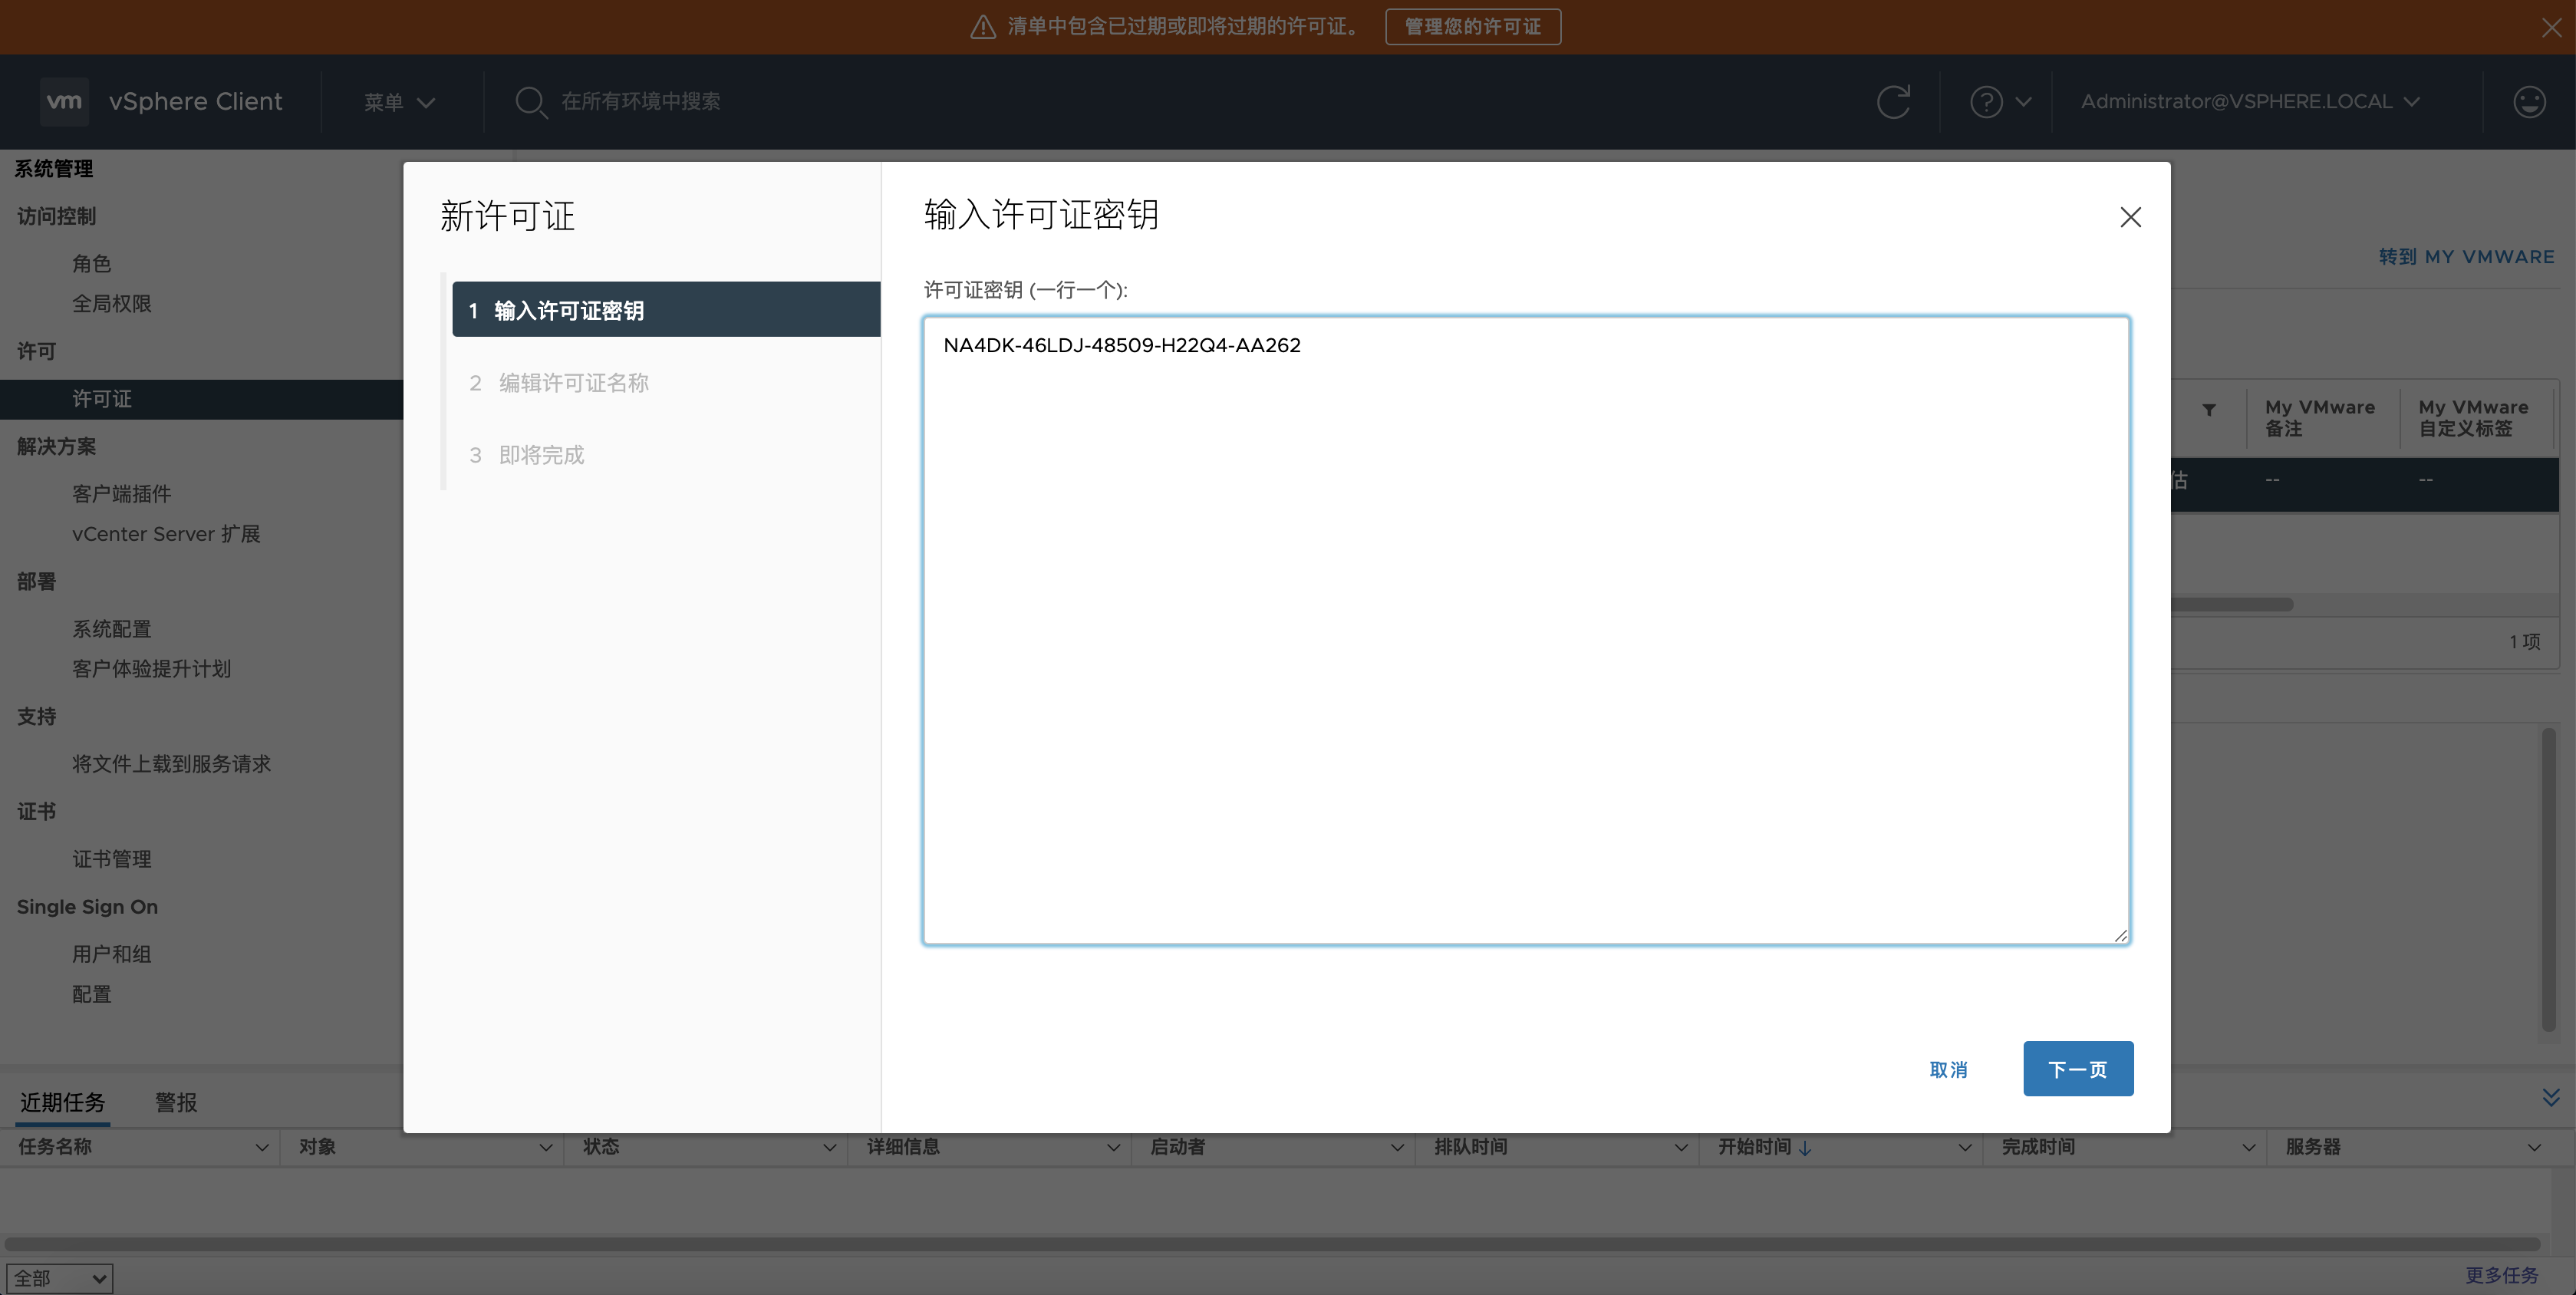 清单中包含已过期或即将过期的许可证。 管理您的许可证
vm vSphere Client 菜单 在所有环境中搜索 Administrator@VSPHERE.LOCAL
系统管理
访问控制
角色
全局权限
许可
许可证
解决方案
客户端插件
vCenter Server 扩展
部署
系统配置
客户体验提升计划
支持
将文件上载到服务请求
证书
证书管理
Single Sign On
用户和组
配置
新许可证
1 输入许可证密钥
2 编辑许可证名称
3 即将完成
输入许可证密钥
许可证密钥 (一行一个):
NA4DK-46LDJ-48509-H22Q4-AA262
取消 下一页
转到 MY VMWARE
My VMware 
备注
My VMware
自定义标签
估 -- --
1 项
近期任务 警报
任务名称 对象 状态 详细信息 启动者 排队时间 开始时间 完成时间 服务器
全部 更多任务